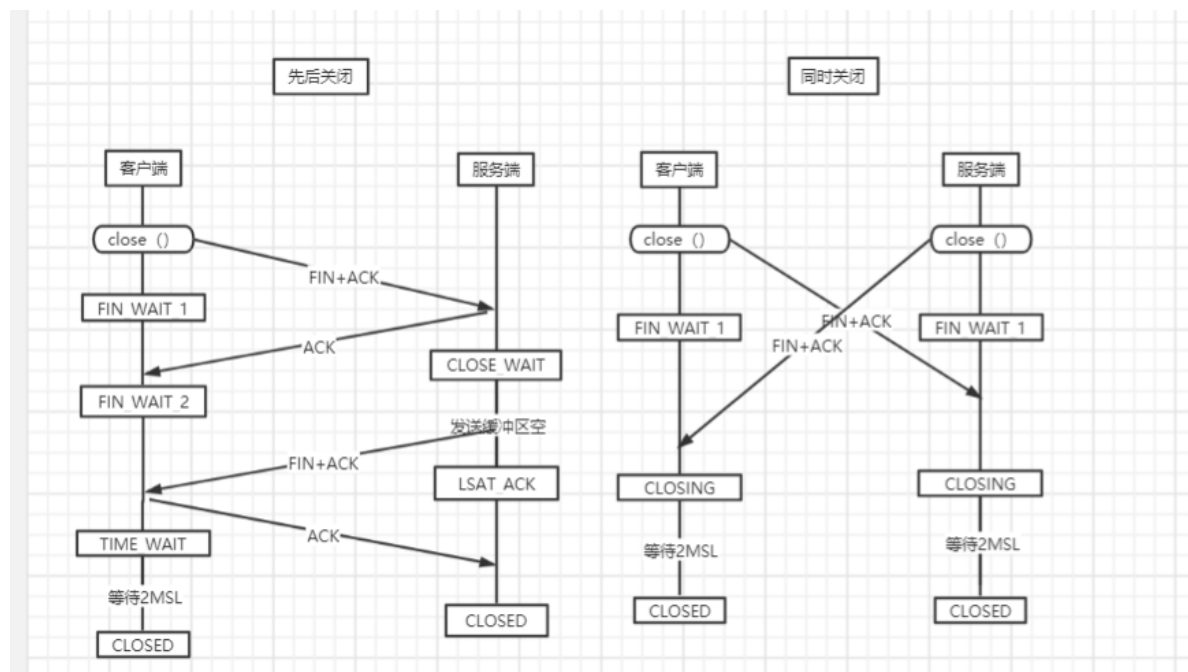 先后关闭
客户端
服务端
close（）
FIN+ACK
FIN_WAIT_1
ACK
CLOSE_WAIT
FIN_WAIT_2
发送缓冲区空
FIN+ACK
LSAT_ACK
ACK
TIME_WAIT
等待2MSL
CLOSED
CLOSED
同时关闭
客户端
服务端
close（）
close（）
FIN_WAIT_1
FIN+ACK
FIN_WAIT_1
FIN+ACK
CLOSING
CLOSING
等待2MSL
等待2MSL
CLOSED
CLOSED